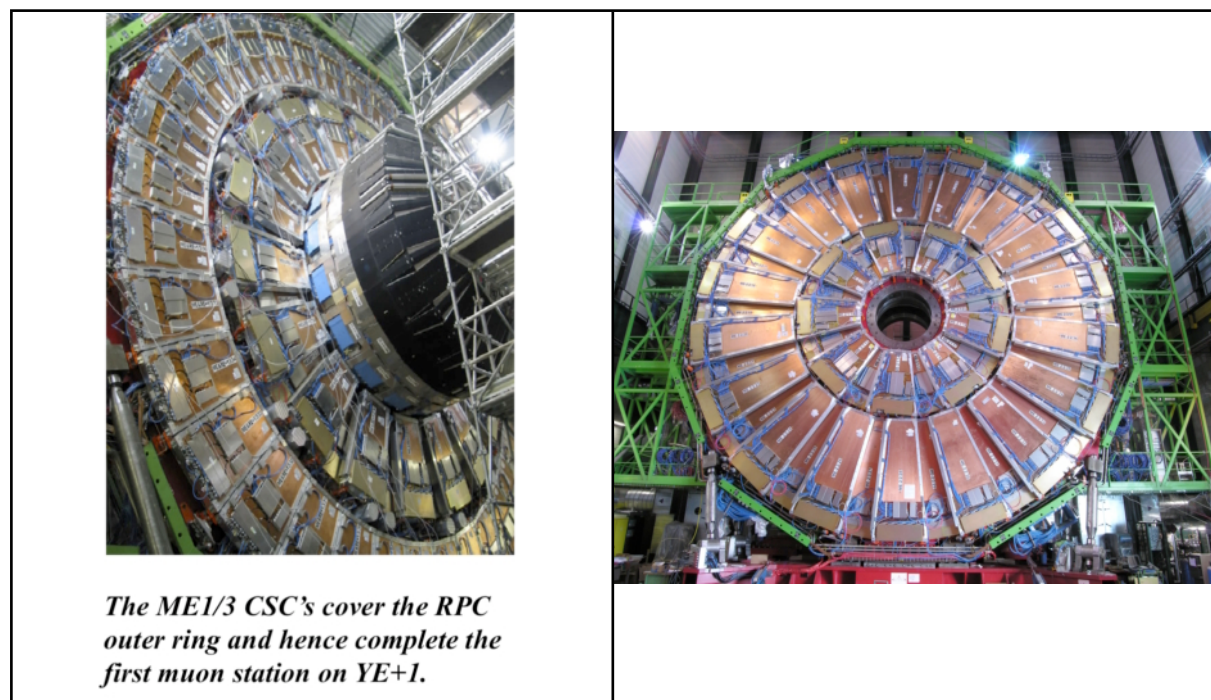 The ME1/3 CSC's cover the RPC
outer ring and hence complete the
first muon station on YE+1.